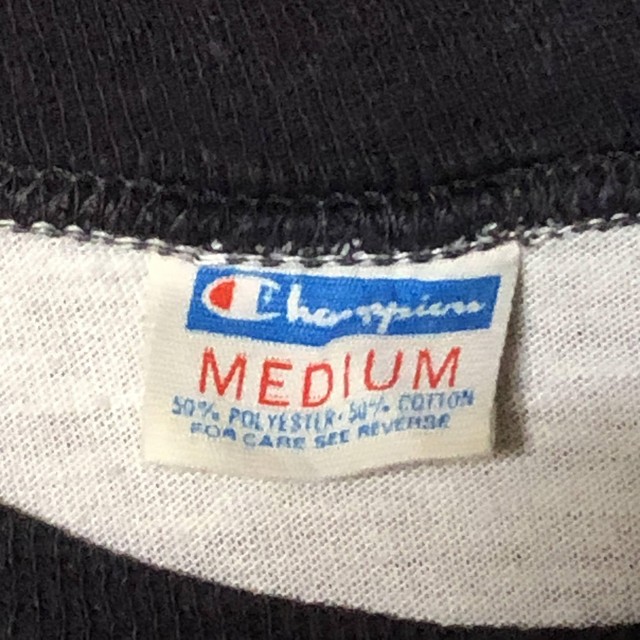 Champion
MEDIUM
50% POLYESTER · 50% COTTON
FOR CARE SEE REVERSE